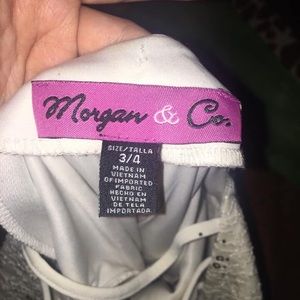 Morgan & Co.
SIZE/TALLA
3/4
MADE IN
VIETNAM
OF IMPORTED
FABRIC
HECHO EN
VIETNAM
DE TELA
IMPORTADA